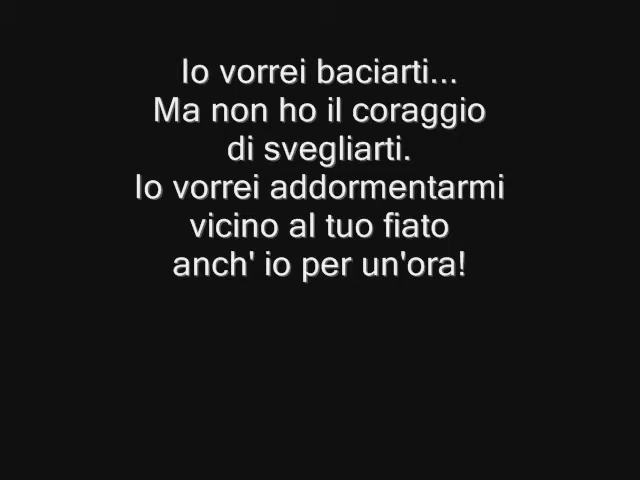 Io vorrei baciarti...
Ma non ho il coraggio
di svegliarti.
Io vorrei addormentarmi
vicino al tuo fiato
anch' io per un'ora!